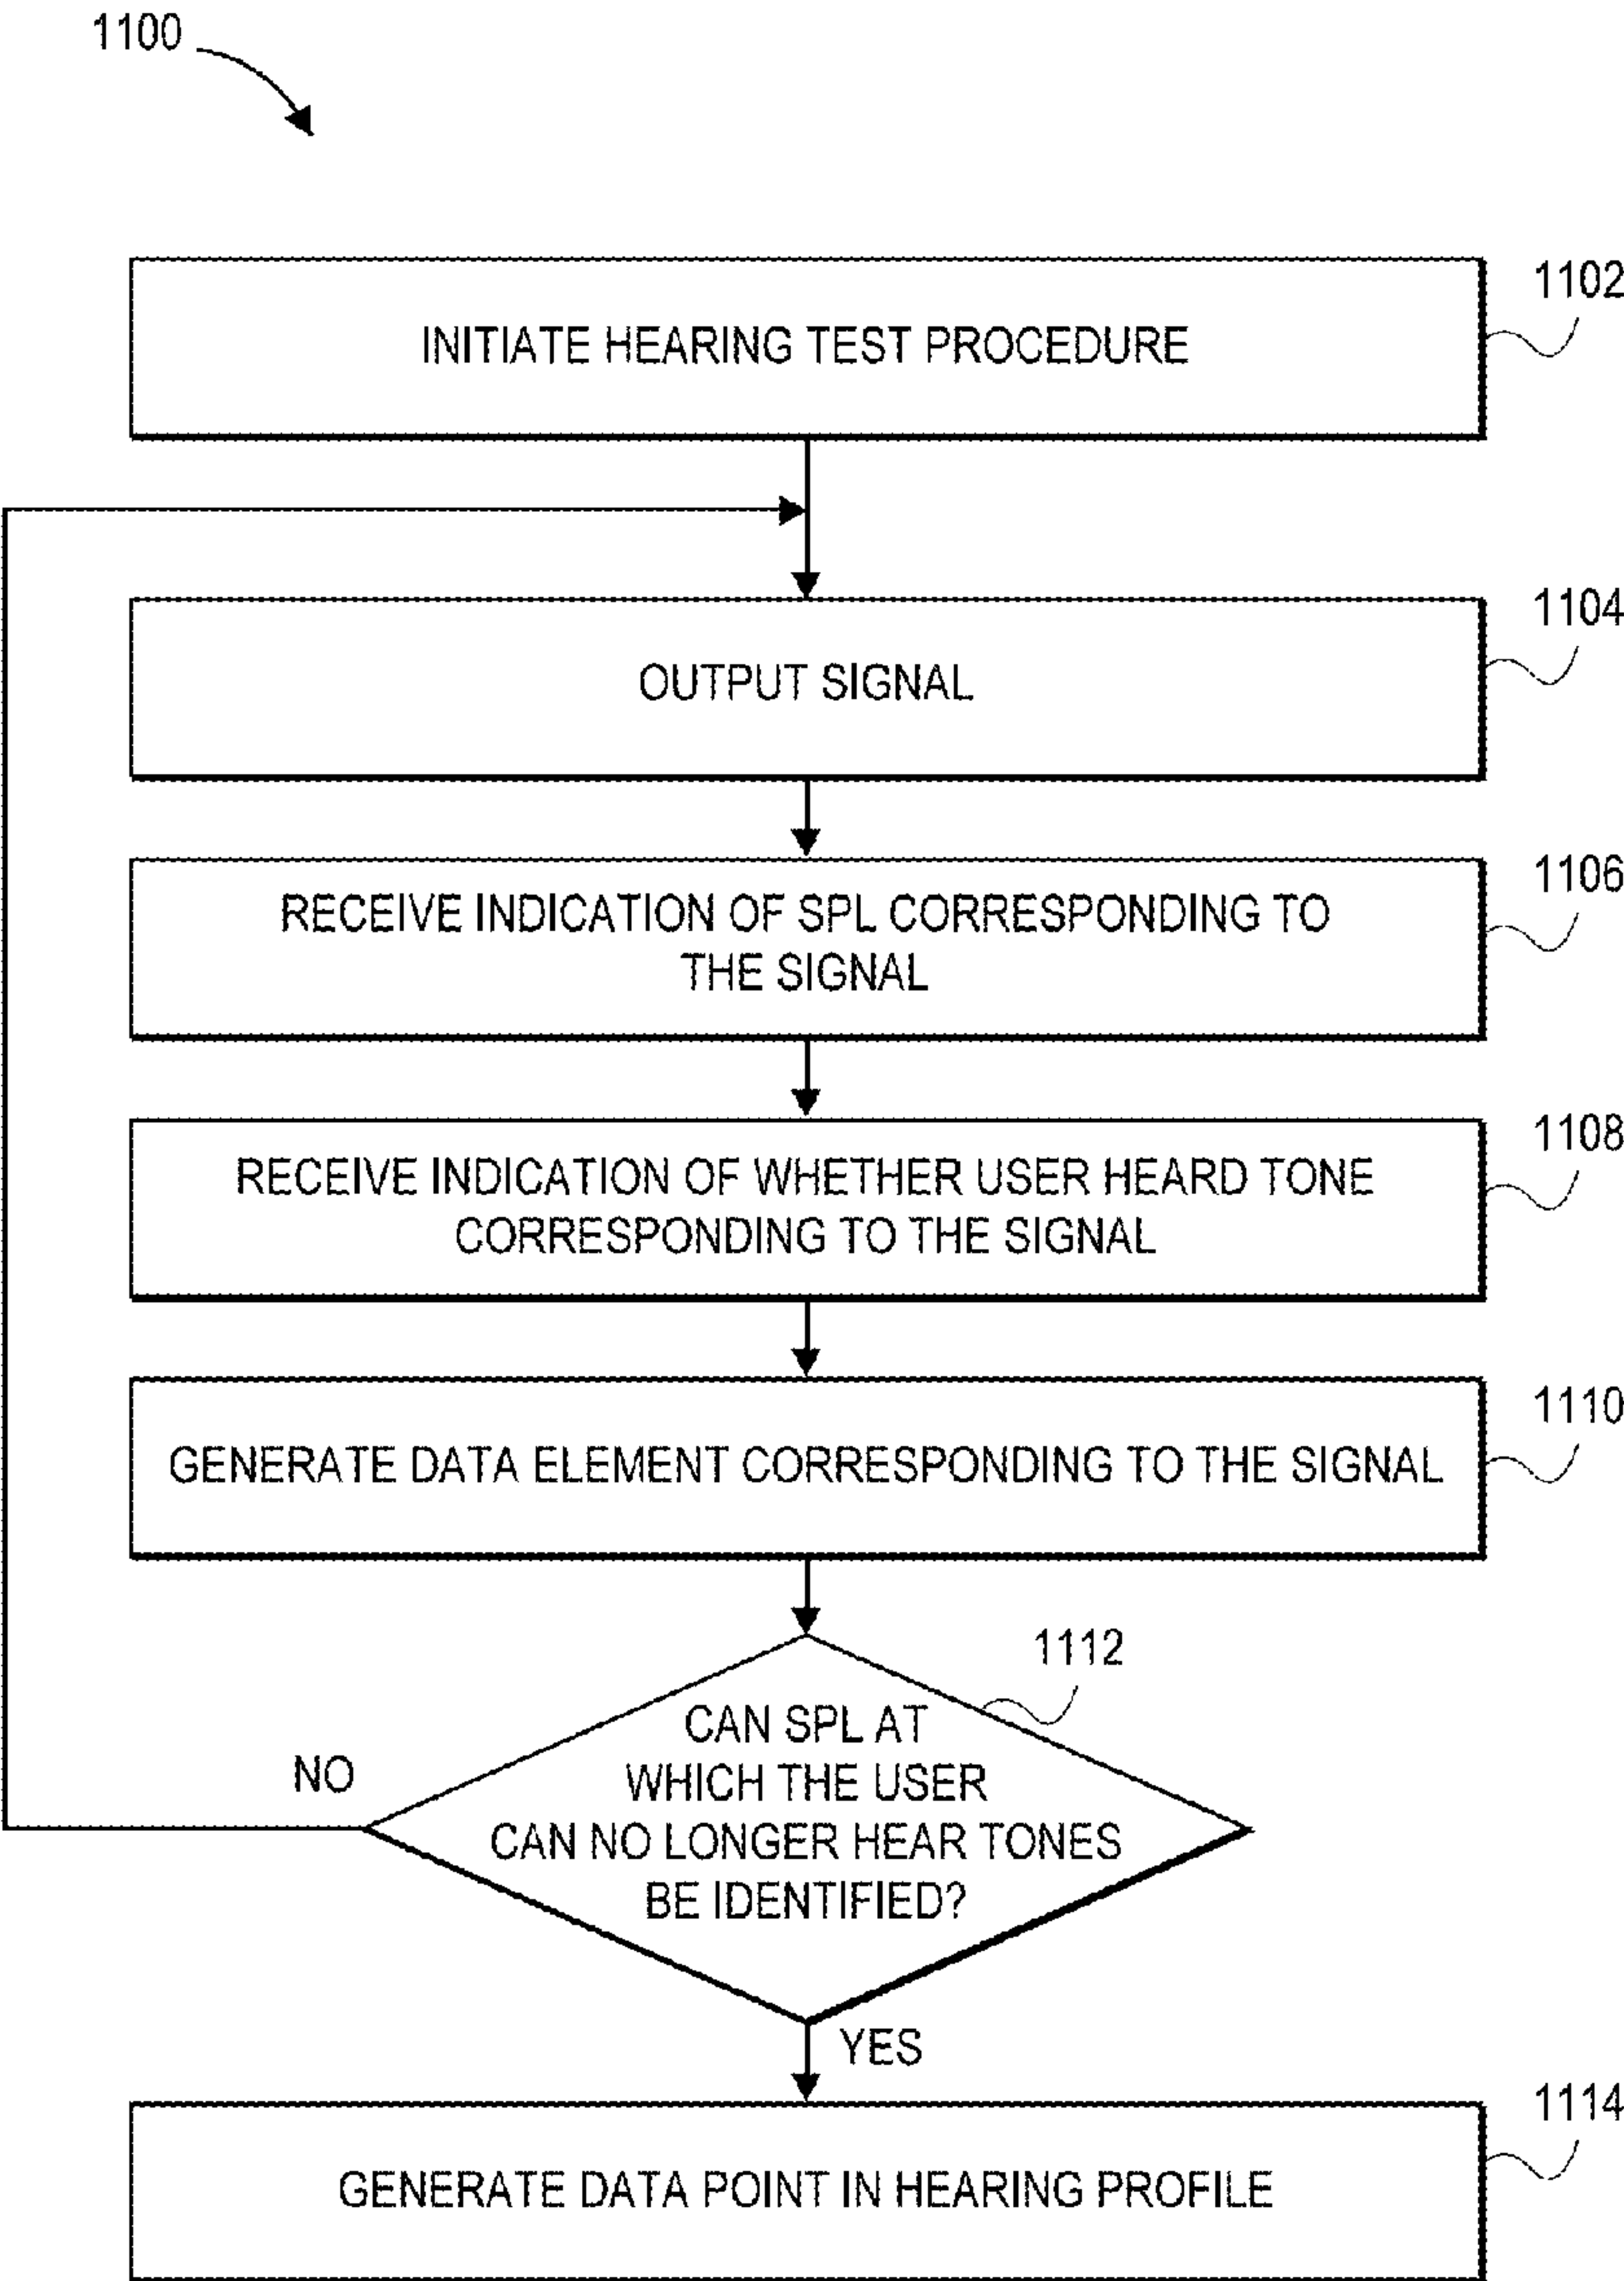 1100
INITIATE HEARING TEST PROCEDURE
1102
OUTPUT SIGNAL
1104
RECEIVE INDICATION OF SPL CORRESPONDING TO
THE SIGNAL
1106
RECEIVE INDICATION OF WHETHER USER HEARD TONE
CORRESPONDING TO THE SIGNAL
1108
GENERATE DATA ELEMENT CORRESPONDING TO THE SIGNAL
1110
CAN SPL AT
WHICH THE USER
CAN NO LONGER HEAR TONES
BE IDENTIFIED?
1112
NO
YES
GENERATE DATA POINT IN HEARING PROFILE
1114